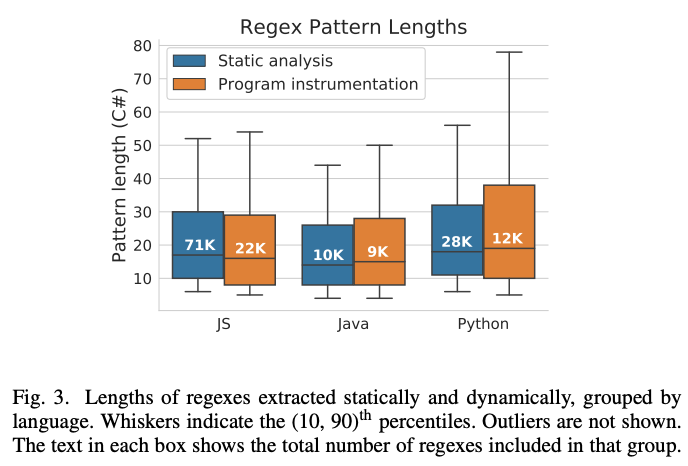 Regex Pattern Lengths
Static analysis
Program instrumentation
Pattern length (C#)
80
70
60
50
40
30
20
10
71K
22K
10K
9K
28K
12K
JS
Java
Python
Fig. 3. Lengths of regexes extracted statically and dynamically, grouped by
language. Whiskers indicate the (10, 90)th percentiles. Outliers are not shown.
The text in each box shows the total number of regexes included in that group.